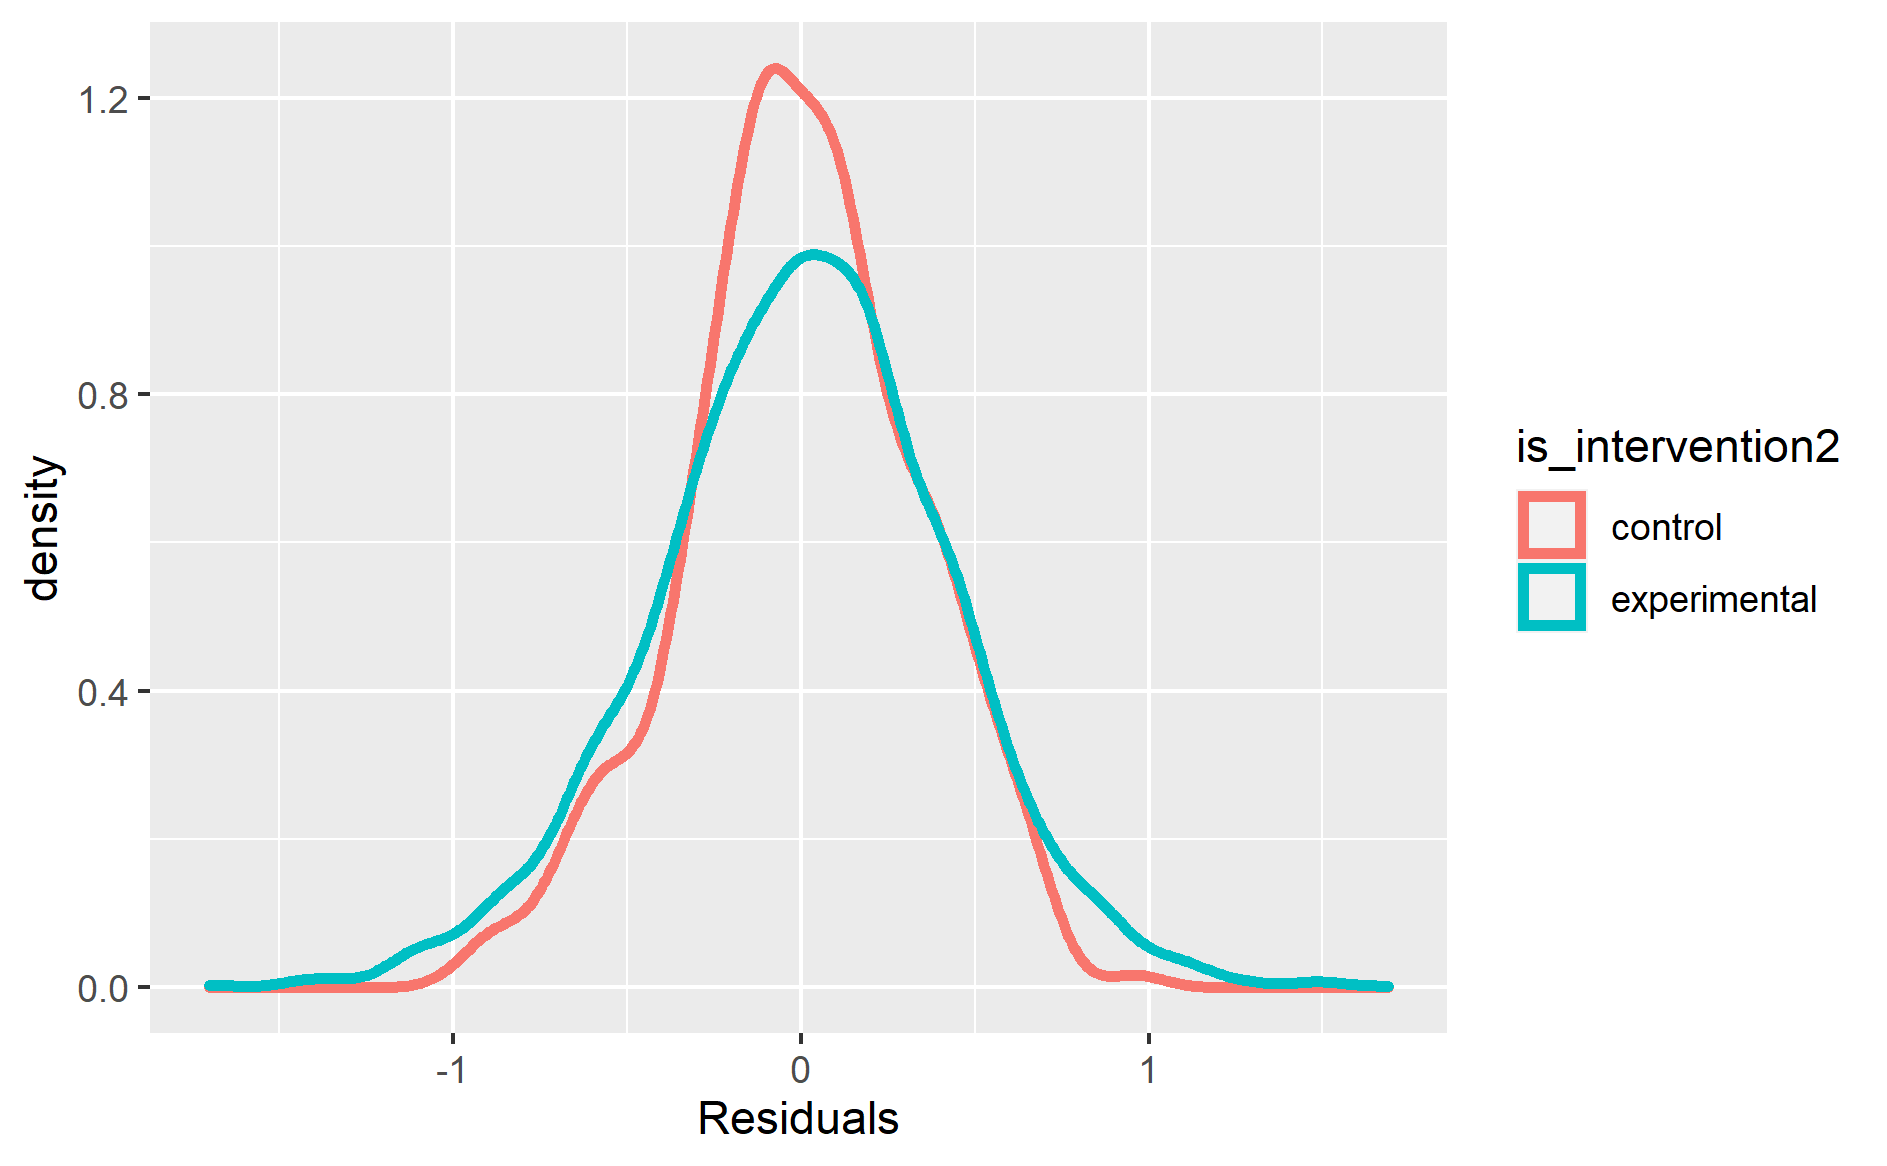 1.2
0.8
0.4
0.0
density
-1
0
1
Residuals
is_intervention2
control
experimental